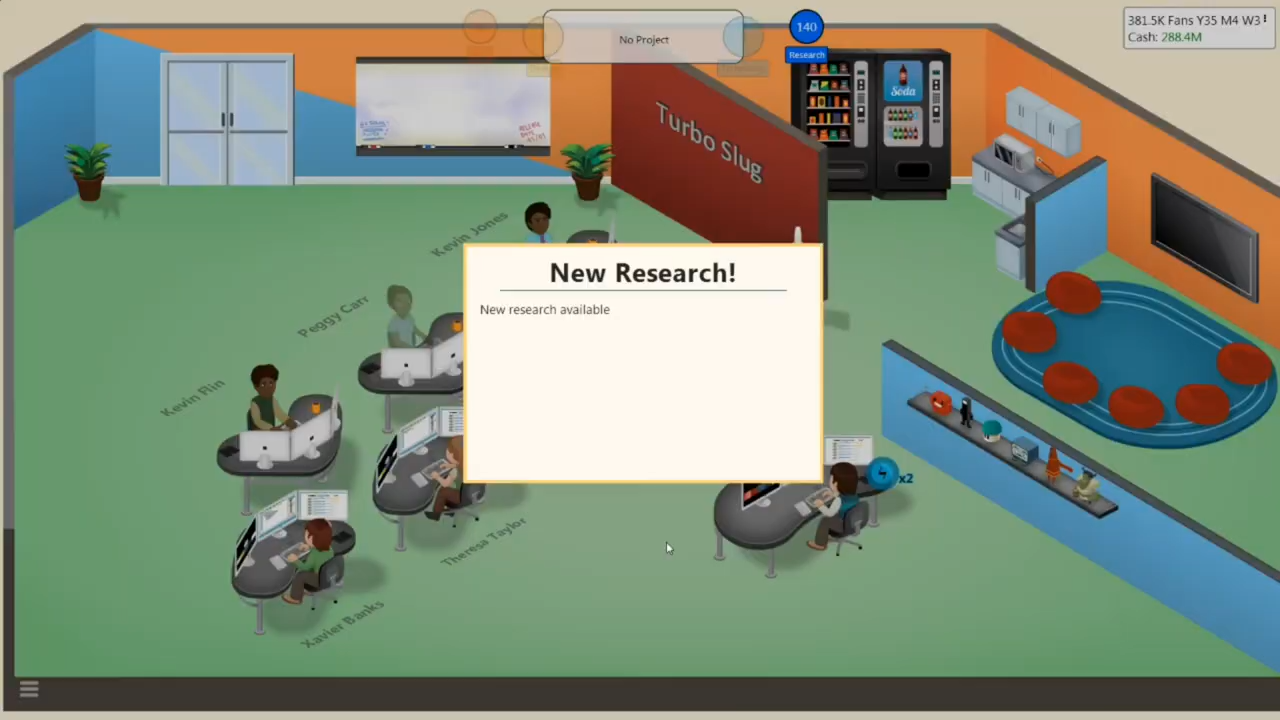 No Project
140
Research
381.5K Fans Y35 M4 W3
Cash: 288.4M
Soda
Turbo Slug
Kevin Jones
Peggy Carr
Kevin Flin
New Research!
New research available
x2
Theresa Taylor
Xavier Banks